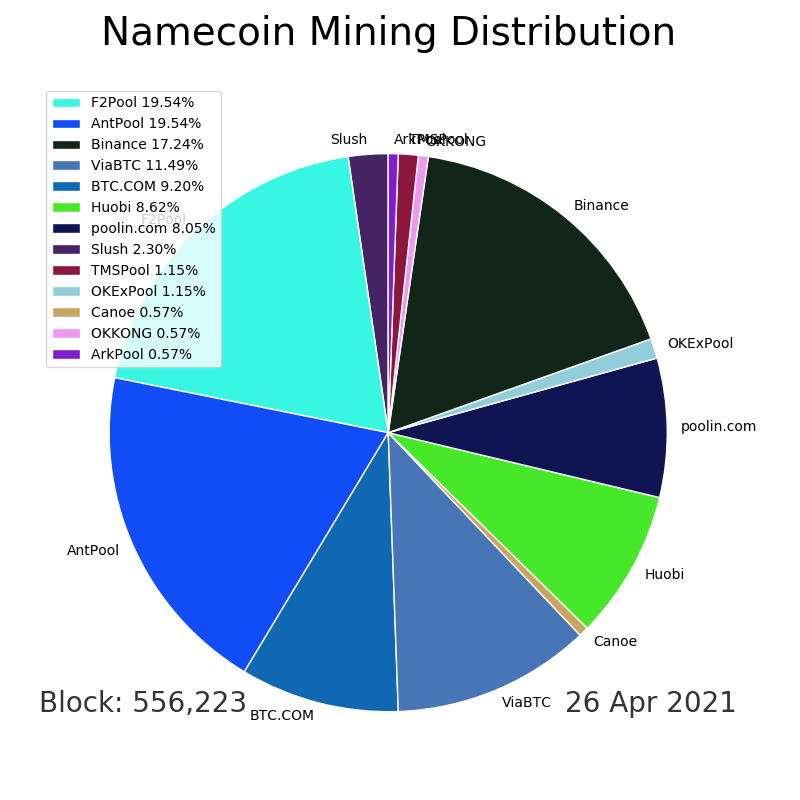 Namecoin Mining Distribution
F2Pool 19.54%
AntPool 19.54%
Binance 17.24%
ViaBTC 11.49%
BTC.COM 9.20%
Huobi 8.62%
poolin.com 8.05%
Slush 2.30%
TMSPool 1.15%
OKExPool 1.15%
Canoe 0.57%
OKKONG 0.57%
ArkPool 0.57%
Slush
ArkPool
TMSPool
OKKONG
Binance
F2Pool
OKExPool
poolin.com
AntPool
Huobi
Canoe
ViaBTC
BTC.COM
Block: 556,223
26 Apr 2021